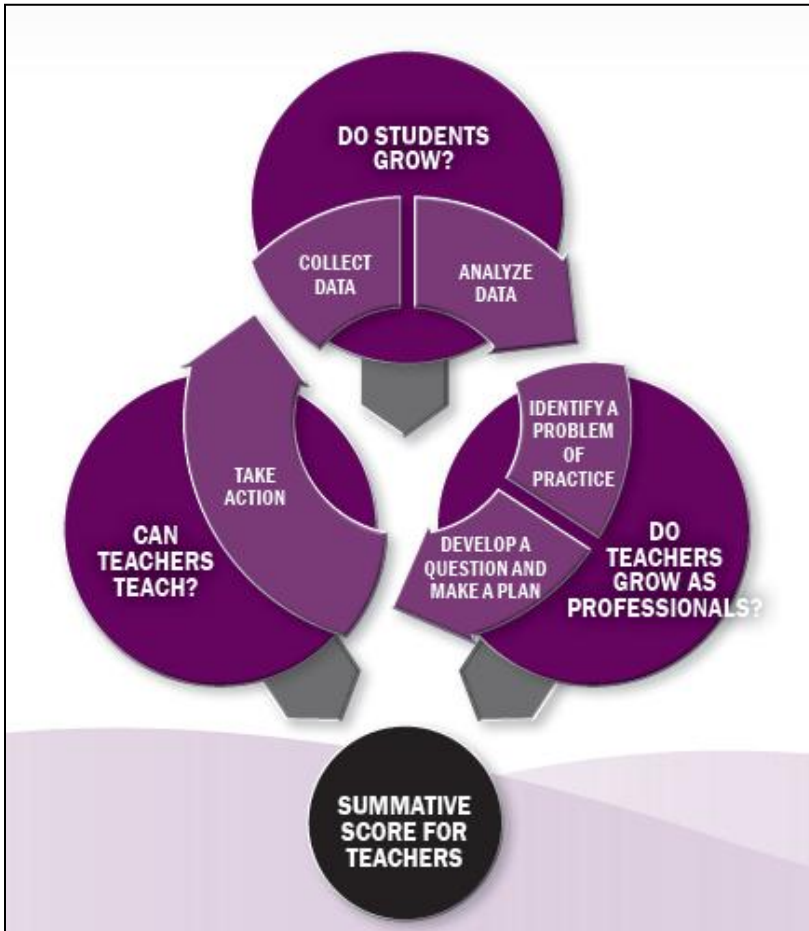 DO STUDENTS
GROW?
COLLECT
DATA
ANALYZE
DATA
IDENTIFY A
PROBLEM
OF
PRACTICE
TAKE
ACTION
CAN
TEACHERS
TEACH?
DEVELOP A
QUESTION AND
MAKE A PLAN
DO
TEACHERS
GROW AS
PROFESSIONALS?
SUMMATIVE
SCORE FOR
TEACHERS